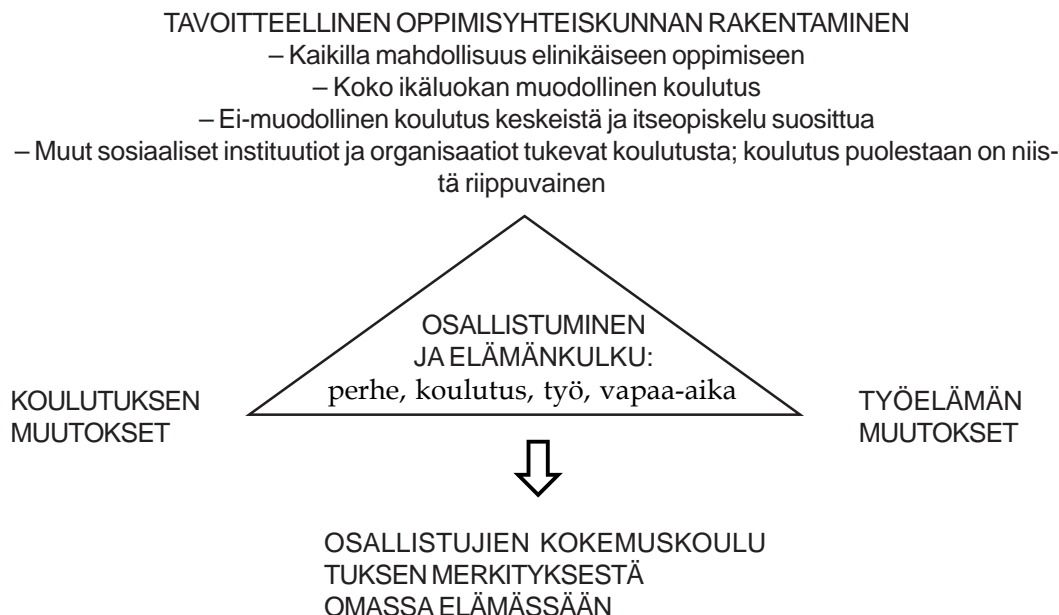 TAVOITTEELLINEN OPPIMISYHTEISKUNNAN RAKENTAMINEN
– Kaikilla mahdollisuus elinikäiseen oppimiseen
– Koko ikäluokan muodollinen koulutus
– Ei-muodollinen koulutus keskeistä ja itseopiskelu suosittua
– Muut sosiaaliset instituutiot ja organisaatiot tukevat koulutusta; koulutus puolestaan on niis-
tä riippuvainen
OSALLISTUMINEN
JA ELÄMÄNKULKU:
perhe, koulutus, työ, vapaa-aika
KOULUTUKSEN
MUUTOKSET
TYÖELÄMÄN
MUUTOKSET
OSALLISTUJIEN KOKEMUSKOULU
TUKSEN MERKITYKSESTÄ
OMASSA ELÄMÄSSÄÄN